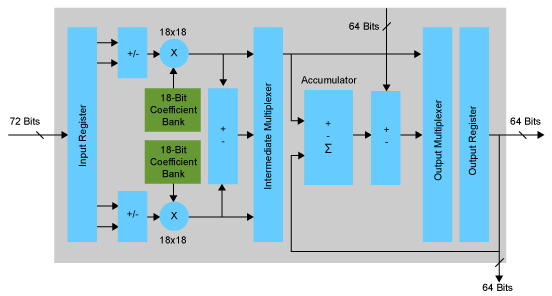 18x18
64 Bits
+/-
X
Accumulator
18-Bit
Coefficient
Bank
72 Bits
Input Register
+
-
Intermediate Multiplexer
+
-
Σ
+
-
Output Multiplexer
Output Register
64 Bits
18-Bit
Coefficient
Bank
+/-
X
18x18
64 Bits